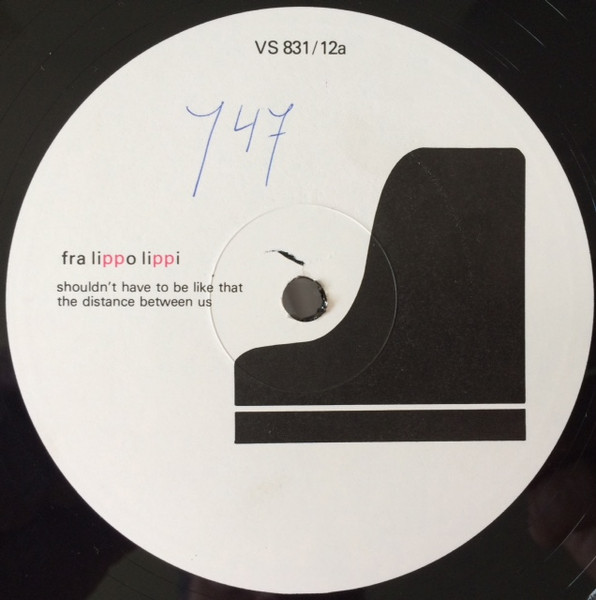 VS 831/12a
747
fra lippo lippi
shouldn't have to be like that
the distance between us